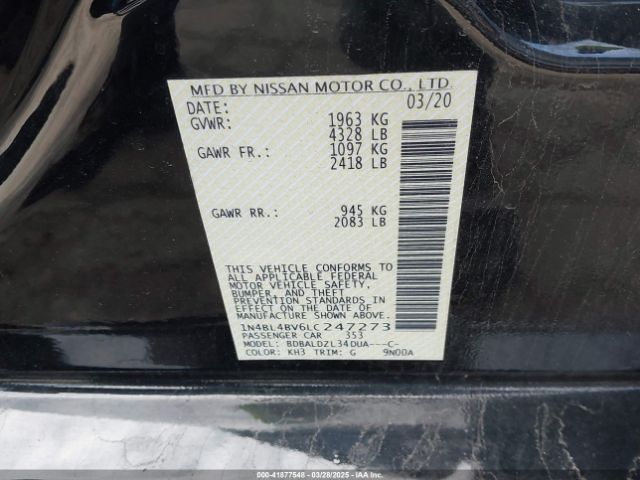 MFD BY NISSAN MOTOR CO., LTD.
DATE: 03/20
GVWR: 1963 KG
4328 LB
GAWR FR.: 1097 KG
2418 LB
GAWR RR.: 945 KG
2083 LB
THIS VEHICLE CONFORMS TO
ALL APPLICABLE FEDERAL
MOTOR VEHICLE SAFETY,
BUMPER, AND THEFT
PREVENTION STANDARDS
IN EFFECT ON THE DATE OF
MANUFACTURE SHOWN ABOVE.
1N4BL4BV6LC247273
PASSENGER CAR 353
MODEL: BDBALDZL34DUA---C-
COLOR: KH3 TRIM: G 9N00A
IAA-41877548 - 03/28/2025 - IAAI.COM